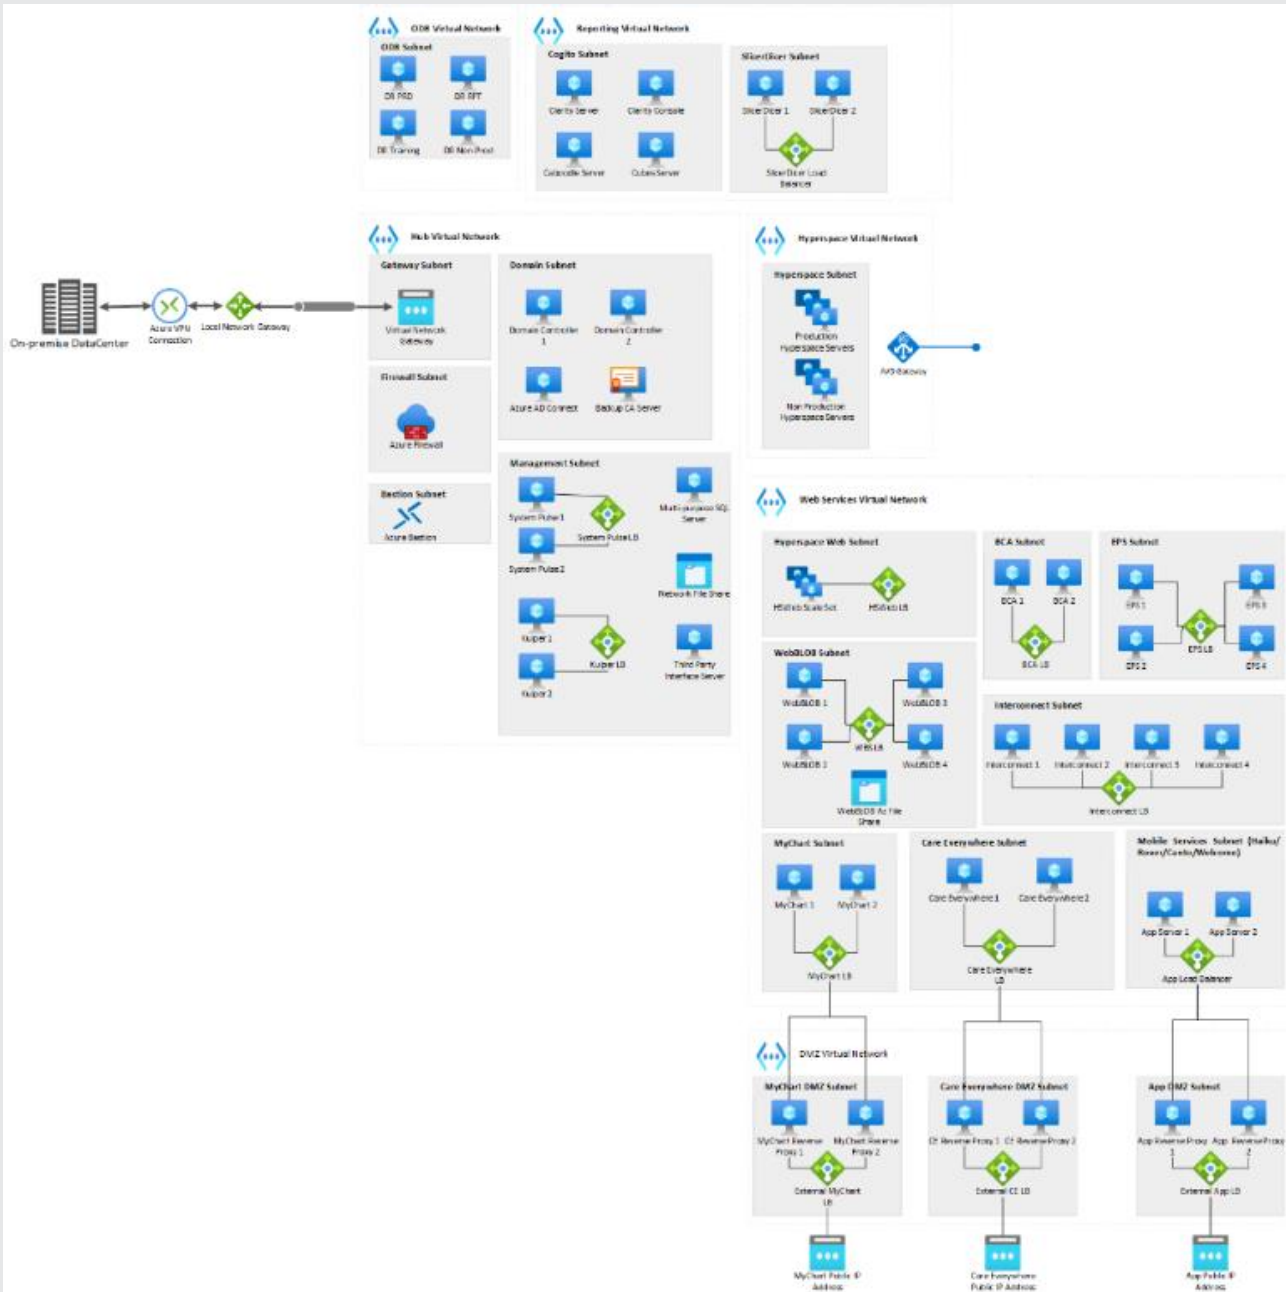 ODB Virtual Network
ODB Subnet
DR PRD
DR RPT
DR Training
DR Non-Prod
Reporting Virtual Network
Cogito Subnet
Clarity Server
Clarity Console
Caboodle Server
Cubes Server
SlicerDicer Subnet
SlicerDicer 1
SlicerDicer 2
SlicerDicer Load
Balancer
Hub Virtual Network
Gateway Subnet
Virtual Network
Gateway
Firewall Subnet
Azure Firewall
Bastion Subnet
Azure Bastion
Domain Subnet
Domain Controller
1
Domain Controller
2
Azure AD Connect
Backup CA Server
Management Subnet
System Pulse 1
System Pulse LB
System Pulse 2
Multi-purpose SQL
Server
Network File Share
Kuiper 1
Kuiper LB
Kuiper 2
Third Party
Interface Server
On-premise DataCenter
Azure VPN
Connection
Local Network Gateway
Hyperspace Virtual Network
Hyperspace Subnet
Production
Hyperspace Servers
Non Production
Hyperspace Servers
AVD Gateway
Web Services Virtual Network
Hyperspace Web Subnet
HSWeb Scale Set
HSWeb LB
BCA Subnet
BCA 1
BCA 2
BCA LB
EPS Subnet
EPS 1
EPS 3
EPS LB
EPS 2
EPS 4
WebBLOB Subnet
WebBLOB 1
WebBLOB 3
WBS LB
WebBLOB 2
WebBLOB 4
WebBLOB Az File
Share
Interconnect Subnet
Interconnect 1
Interconnect 2
Interconnect 3
Interconnect 4
Interconnect LB
MyChart Subnet
MyChart 1
MyChart 2
MyChart LB
Care Everywhere Subnet
Care Everywhere 1
Care Everywhere 2
Care Everywhere
LB
Mobile Services Subnet (Haiku/
Rover/Canto/Welcome)
App Server 1
App Server 2
App Load Balancer
DMZ Virtual Network
MyChart DMZ Subnet
MyChart Reverse
Proxy 1
MyChart Reverse
Proxy 2
External MyChart
LB
Care Everywhere DMZ Subnet
CE Reverse Proxy 1
CE Reverse Proxy 2
External CE LB
App DMZ Subnet
App Reverse Proxy
1
App Reverse Proxy
2
External App LB
MyChart Public IP
Address
Care Everywhere
Public IP Address
App Public IP
Address